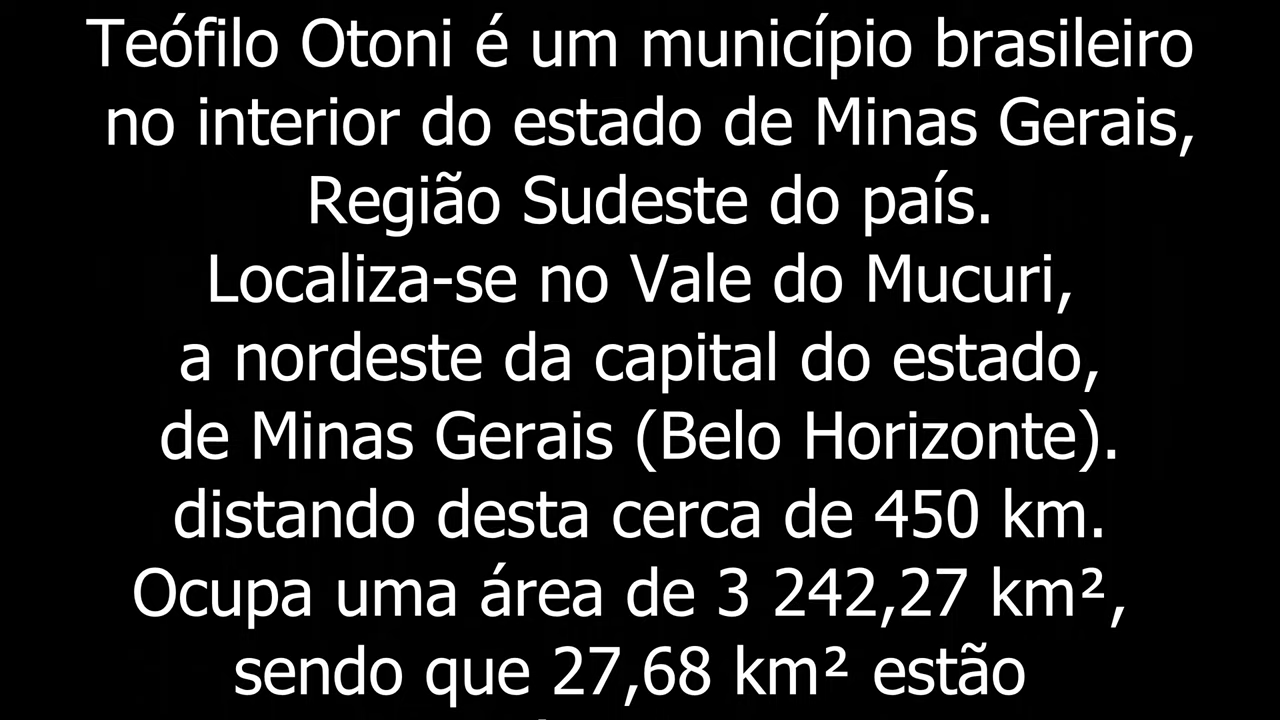 Teófilo Otoni é um município brasileiro
no interior do estado de Minas Gerais,
Região Sudeste do país.
Localiza-se no Vale do Mucuri,
a nordeste da capital do estado,
de Minas Gerais (Belo Horizonte).
distando desta cerca de 450 km.
Ocupa uma área de 3 242,27 km²,
sendo que 27,68 km² estão